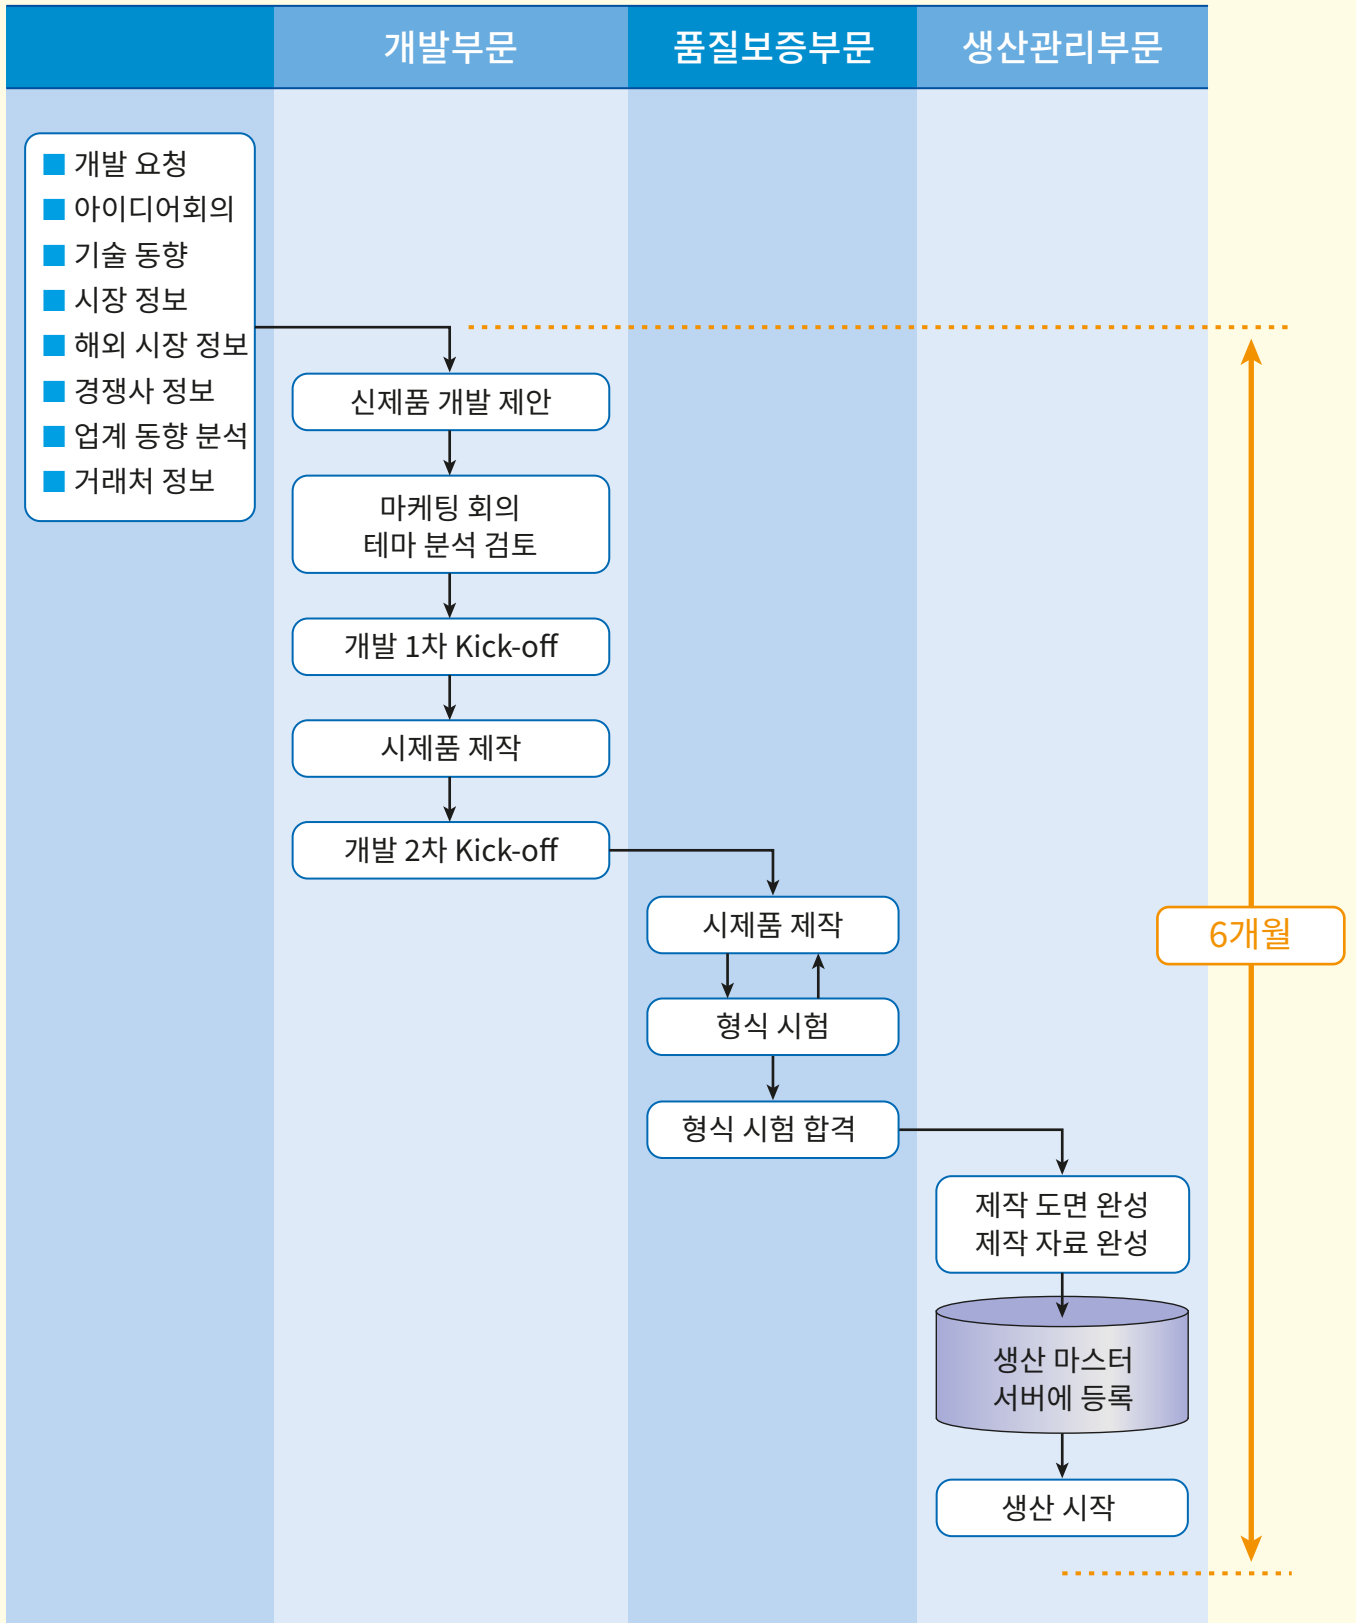 개발부문
품질보증부문
생산관리부문
개발 요청
아이디어회의
기술 동향
시장 정보
해외 시장 정보
경쟁사 정보
업계 동향 분석
거래처 정보
신제품 개발 제안
마케팅 회의
테마 분석 검토
개발 1차 Kick-off
시제품 제작
개발 2차 Kick-off
시제품 제작
형식 시험
형식 시험 합격
제작 도면 완성
제작 자료 완성
생산 마스터
서버에 등록
생산 시작
6개월